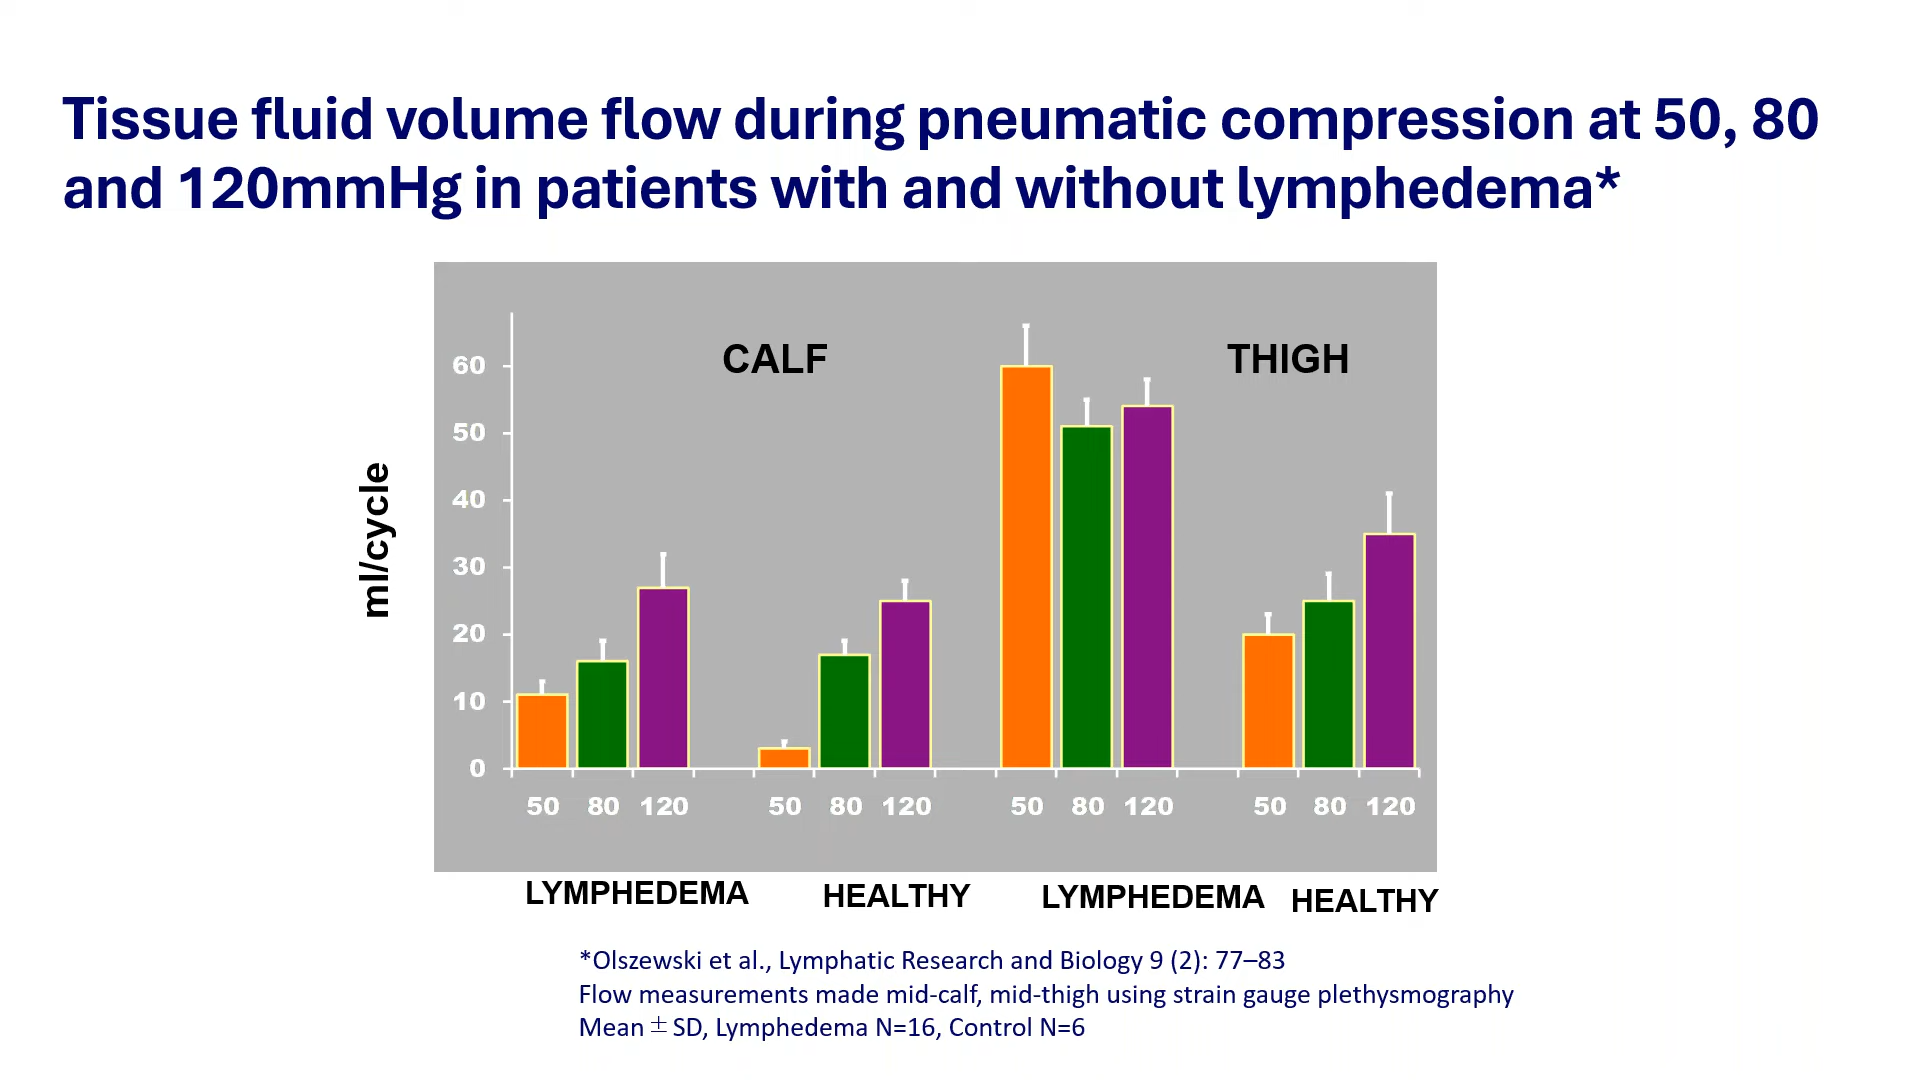 Tissue fluid volume flow during pneumatic compression at 50, 80
and 120mmHg in patients with and without lymphedema*
CALF
THIGH
ml/cycle
60
50
40
30
20
10
0
50 80 120 50 80 120 50 80 120 50 80 120
LYMPHEDEMA HEALTHY LYMPHEDEMA HEALTHY
*Olszewski et al., Lymphatic Research and Biology 9 (2): 77–83
Flow measurements made mid-calf, mid-thigh using strain gauge plethysmography
Mean ± SD, Lymphedema N=16, Control N=6